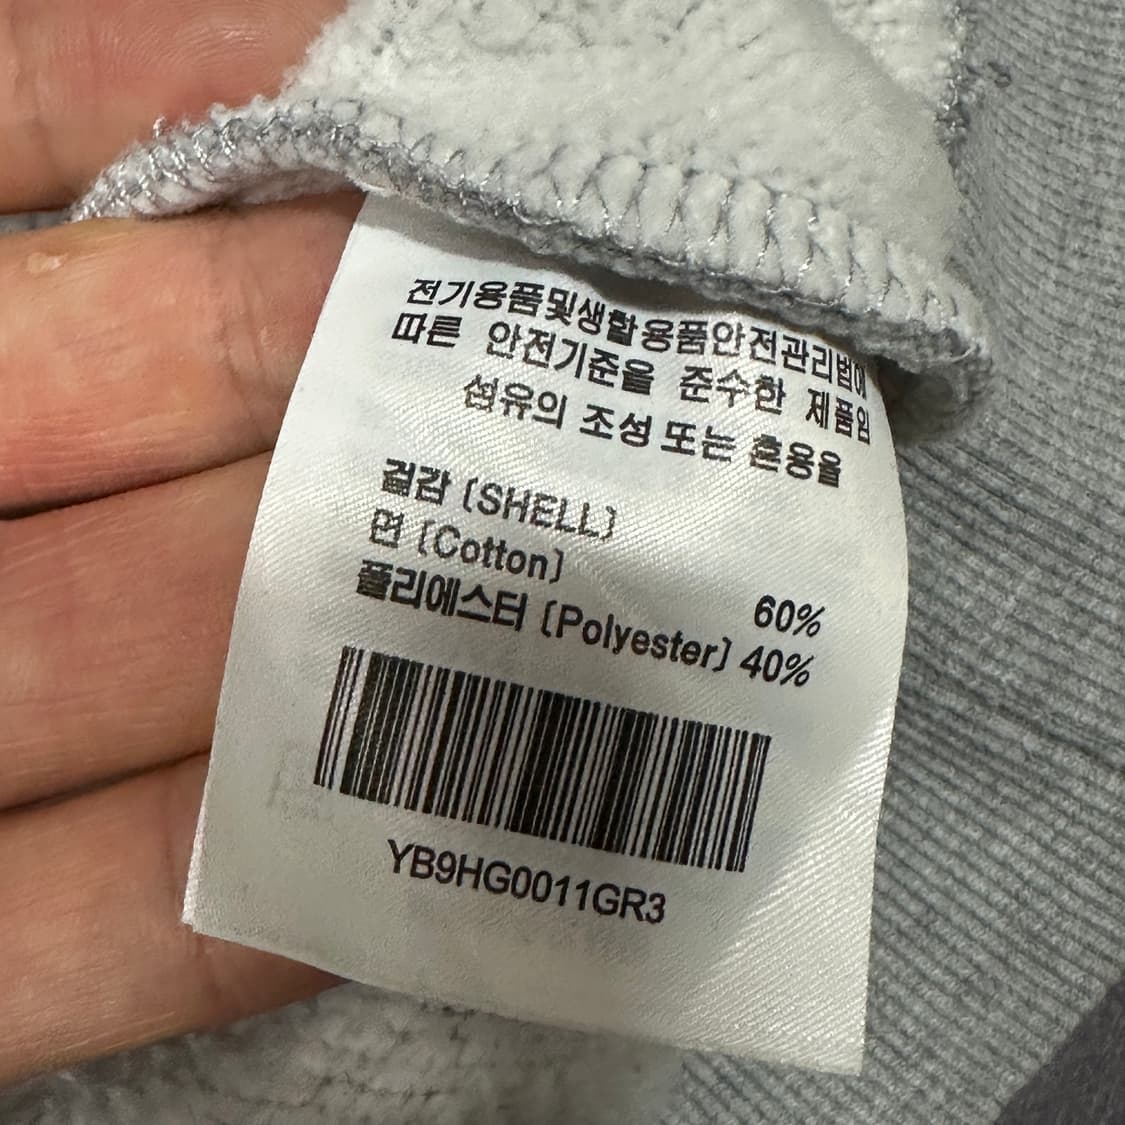 전기용품및생활용품안전관리법에
따른 안전기준을 준수한 제품임
섬유의 조성 또는 혼용율
겉감 (SHELL)
면 (Cotton) 60%
폴리에스터 (Polyester) 40%
YB9HG0011GR3